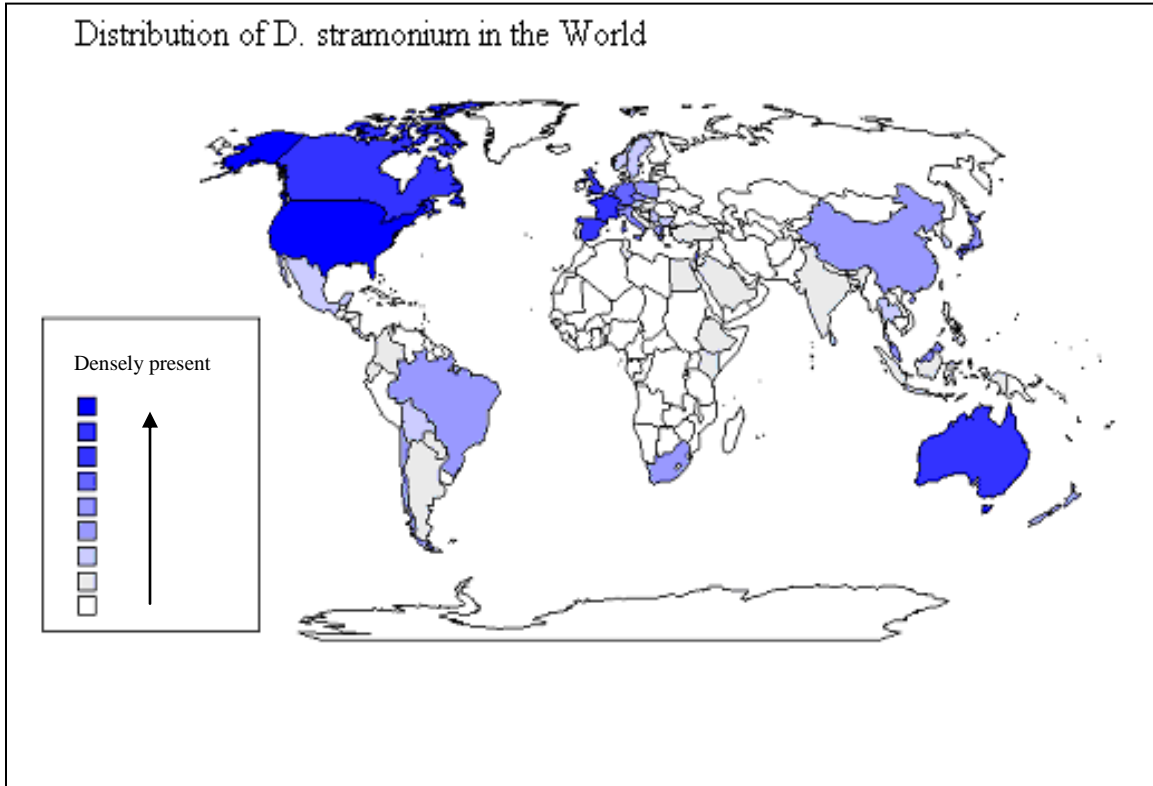 Distribution of D. stramonium in the World
Densely present